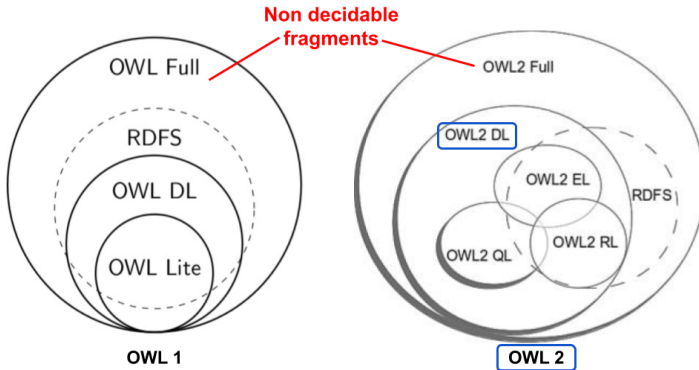 Non decidable
fragments
OWL Full
RDFS
OWL DL
OWL Lite
OWL 1
OWL2 Full
OWL2 DL
OWL2 EL
RDFS
OWL2 QL
OWL2 RL
OWL 2